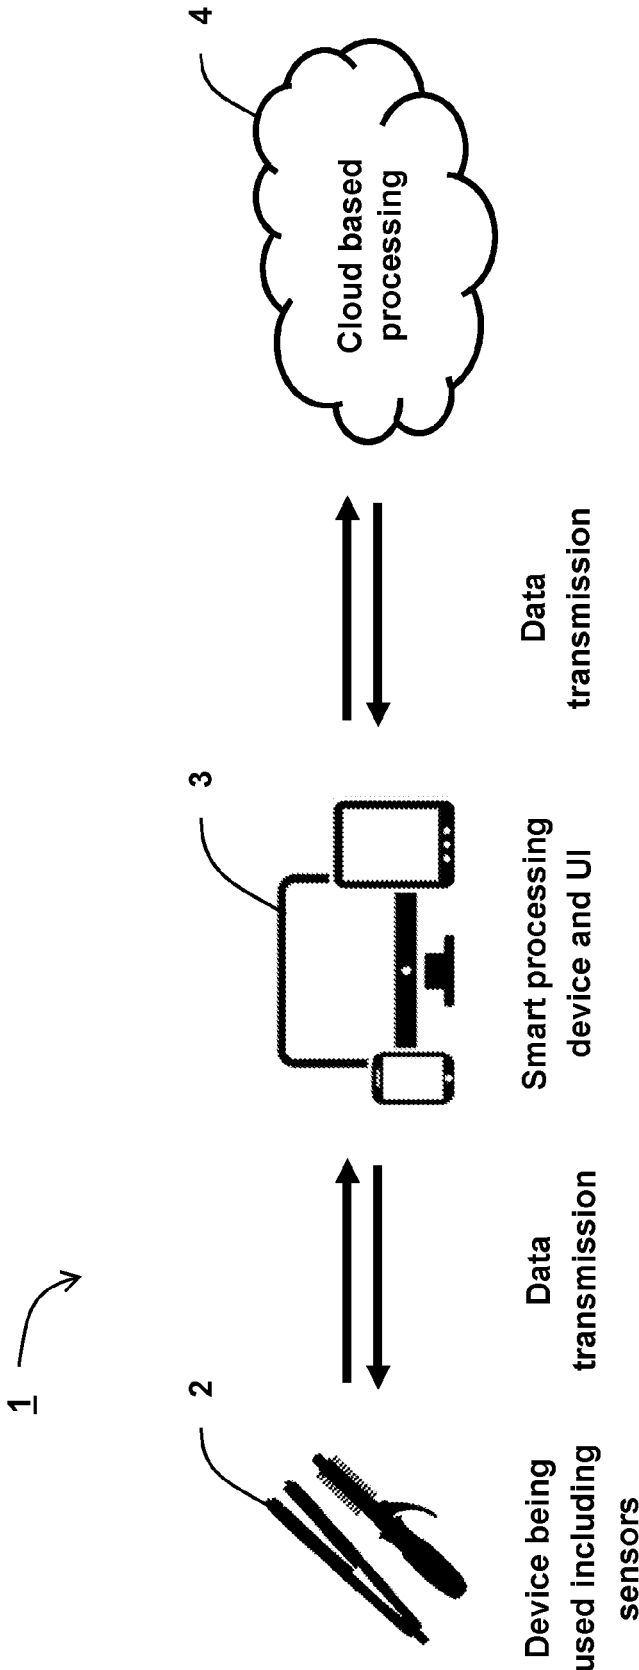 1
2
Device being
used including
sensors
Data
transmission
3
Smart processing
device and UI
Data
transmission
4
Cloud based
processing